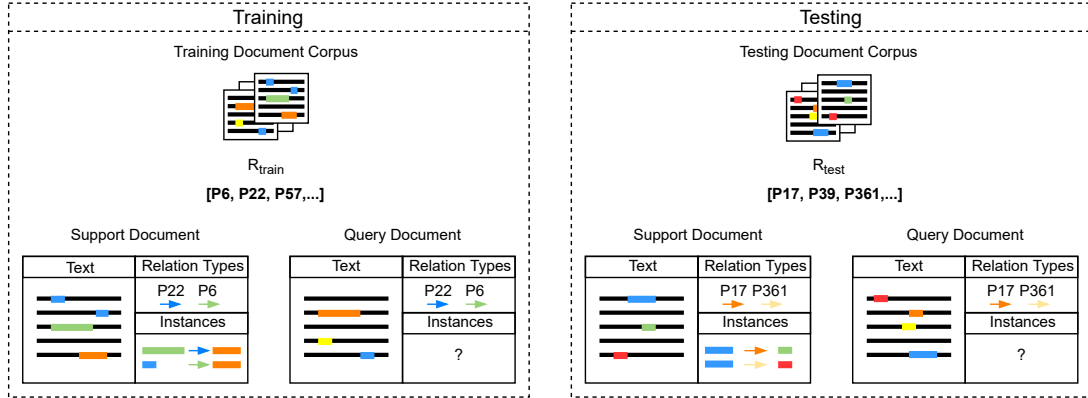 Training
Training Document Corpus
R_train
[P6, P22, P57,...]
Support Document
Text
Relation Types
P22 P6
Instances
Query Document
Text
Relation Types
P22 P6
Instances
?
Testing
Testing Document Corpus
R_test
[P17, P39, P361,...]
Support Document
Text
Relation Types
P17 P361
Instances
Query Document
Text
Relation Types
P17 P361
Instances
?